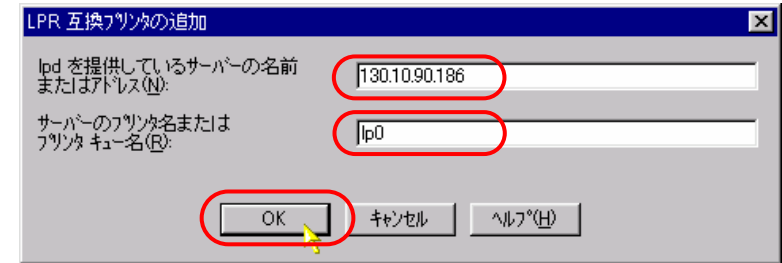 LPR 互換プリンタの追加
lpd を提供しているサーバーの名前
またはアドレス(N):
130.10.90.186
サーバーのプリンタ名または
プリンタ キュー名(R):
lp0
OK
キャンセル
ヘルプ(H)